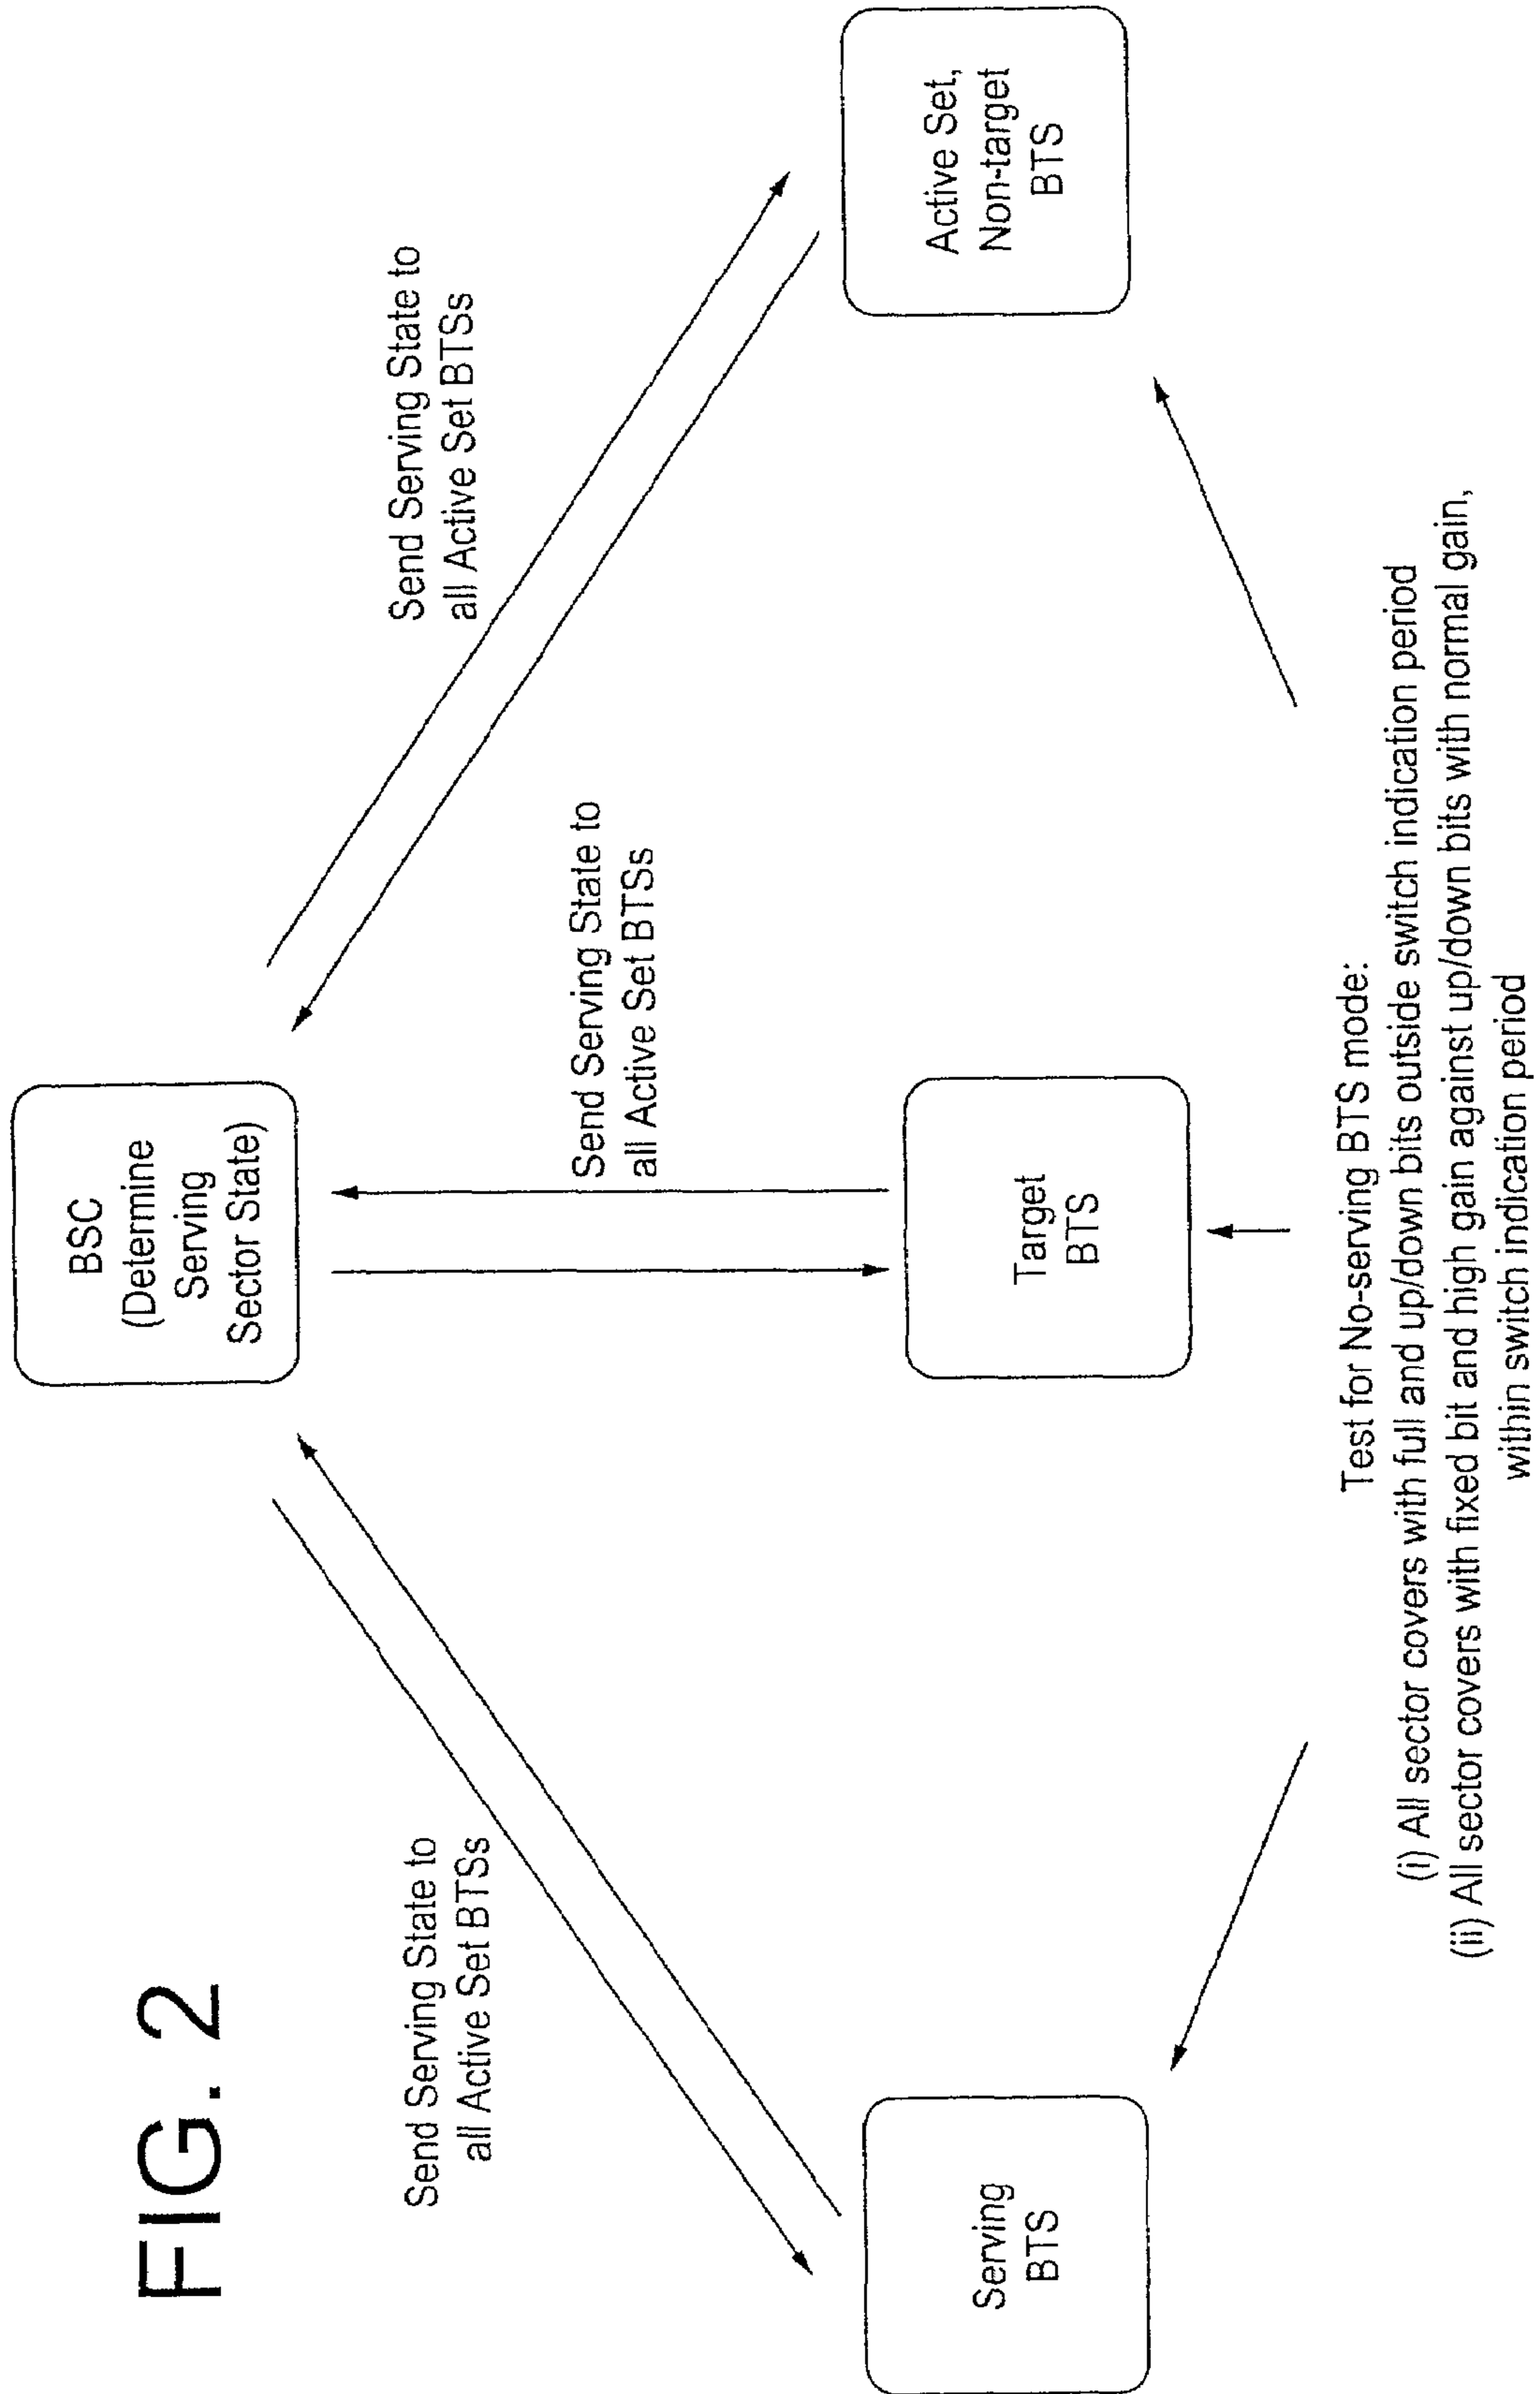 FIG. 2
BSC
(Determine
Serving
Sector State)
Send Serving State to
all Active Set BTSs
Send Serving State to
all Active Set BTSs
Send Serving State to
all Active Set BTSs
Serving
BTS
Target
BTS
Active Set,
Non-target
BTS
Test for No-serving BTS mode:
(i) All sector covers with full and up/down bits outside switch indication period
(ii) All sector covers with fixed bit and high gain against up/down bits with normal gain,
within switch indication period